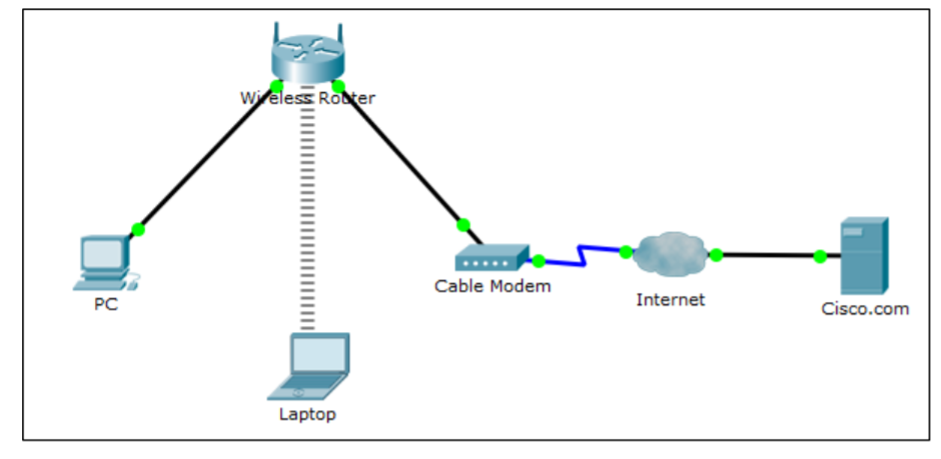 Wireless Router
PC
Cable Modem
Internet
Cisco.com
Laptop